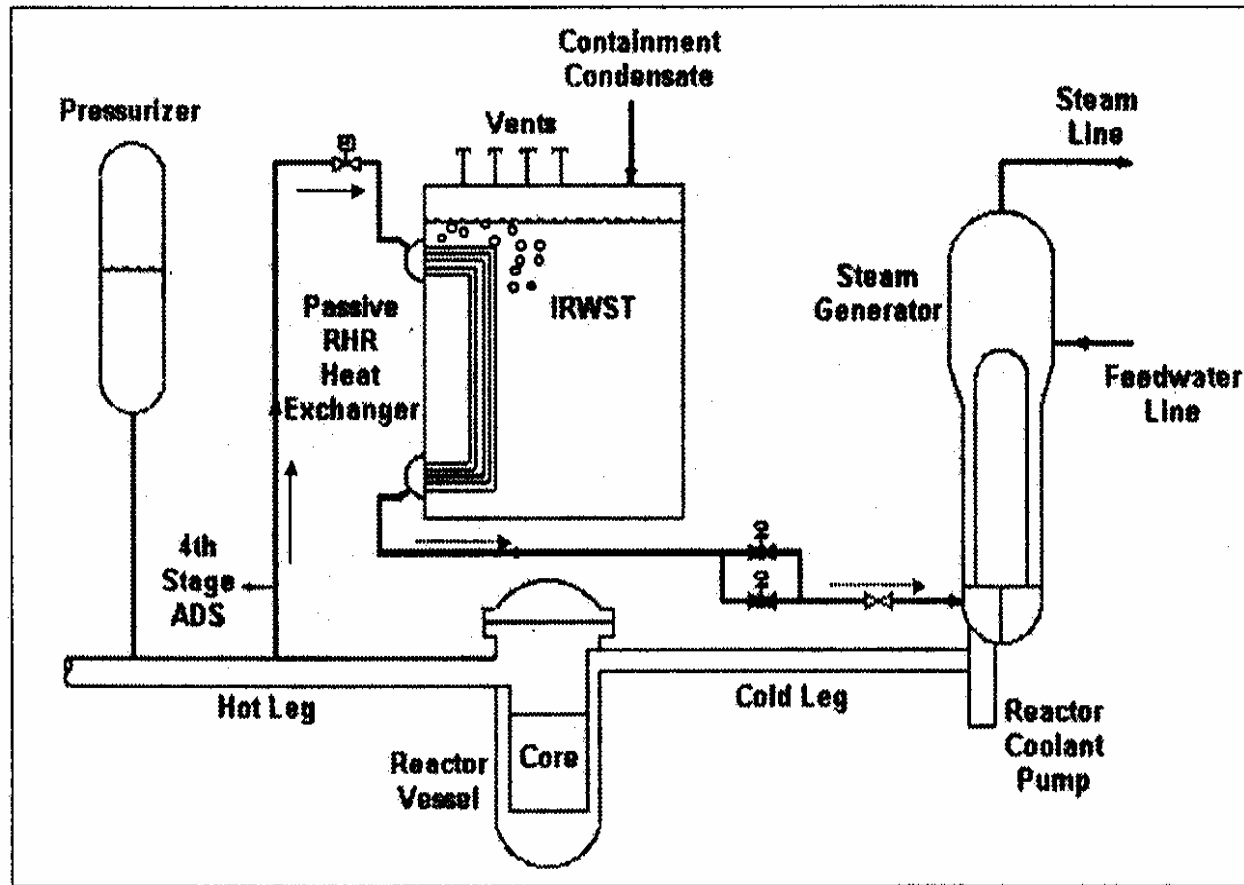 Containment
Condensate
Pressurizer
Vents
Steam
Line
Passive
RHR
Heat
Exchanger
IRWST
Steam
Generator
Feedwater
Line
4th
Stage
ADS
Hot Leg
Cold Leg
Reactor
Vessel
Core
Reactor
Coolant
Pump